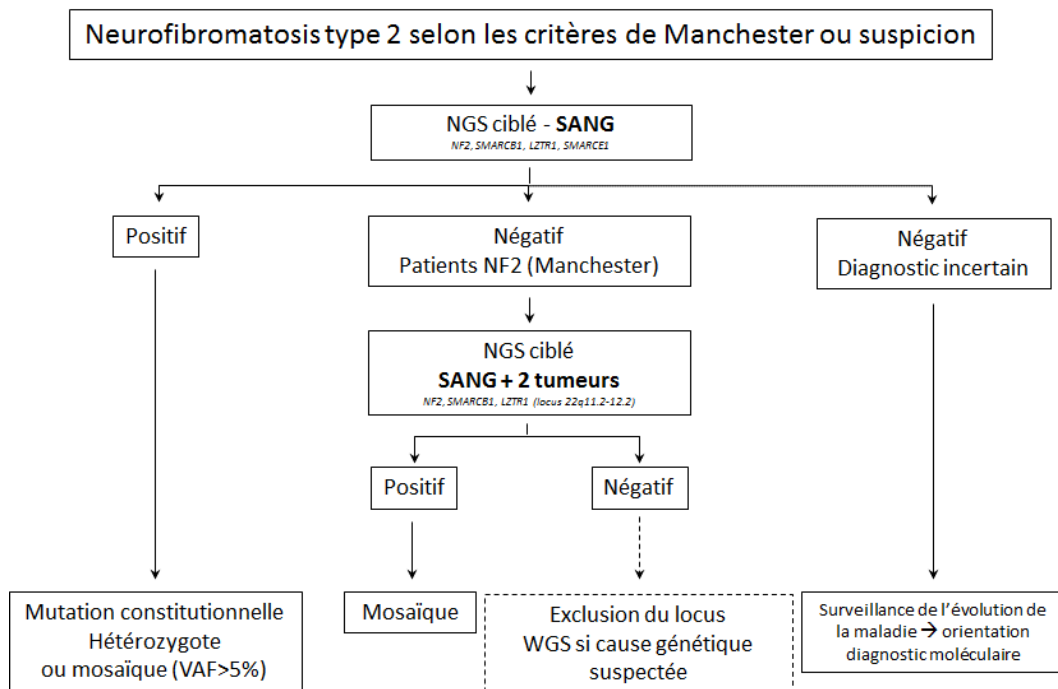 Neurofibromatosis type 2 selon les critères de Manchester ou suspicion
NGS ciblé - SANG
NF2, SMARCB1, LZTR1, SMARCE1
Positif
Négatif
Patients NF2 (Manchester)
Négatif
Diagnostic incertain
NGS ciblé
SANG + 2 tumeurs
NF2, SMARCB1, LZTR1 (locus 22q11.2-12.2)
Positif
Négatif
Mutation constitutionnelle
Hétérozygote
ou mosaïque (VAF>5%)
Mosaïque
Exclusion du locus
WGS si cause génétique
suspectée
Surveillance de l'évolution de
la maladie → orientation
diagnostic moléculaire